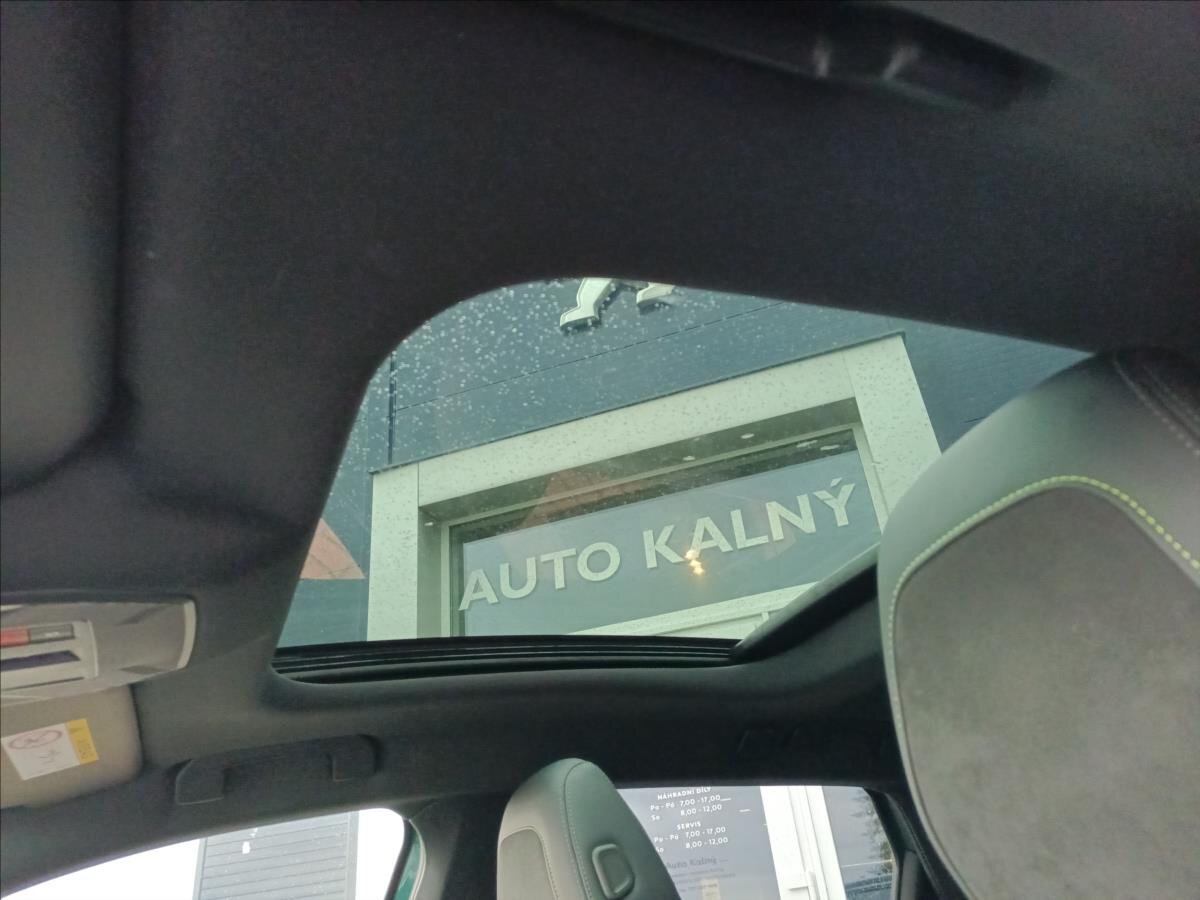 AUTO KALNÝ
NÁHRADNÍ DÍLY
Po - Pá 7,00 - 17,00
So 8,00 - 12,00
SERVIS
Po - Pá 7,00 - 17,00
So 8,00 - 12,00
Auto Kalný